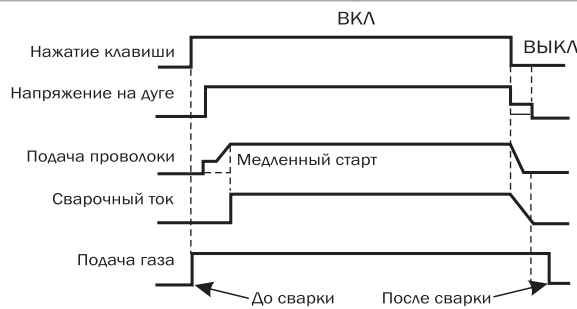 ВКЛ
Нажатие клавиши
ВЫКЛ
Напряжение на дуге
Подача проволоки
Медленный старт
Сварочный ток
Подача газа
До сварки
После сварки